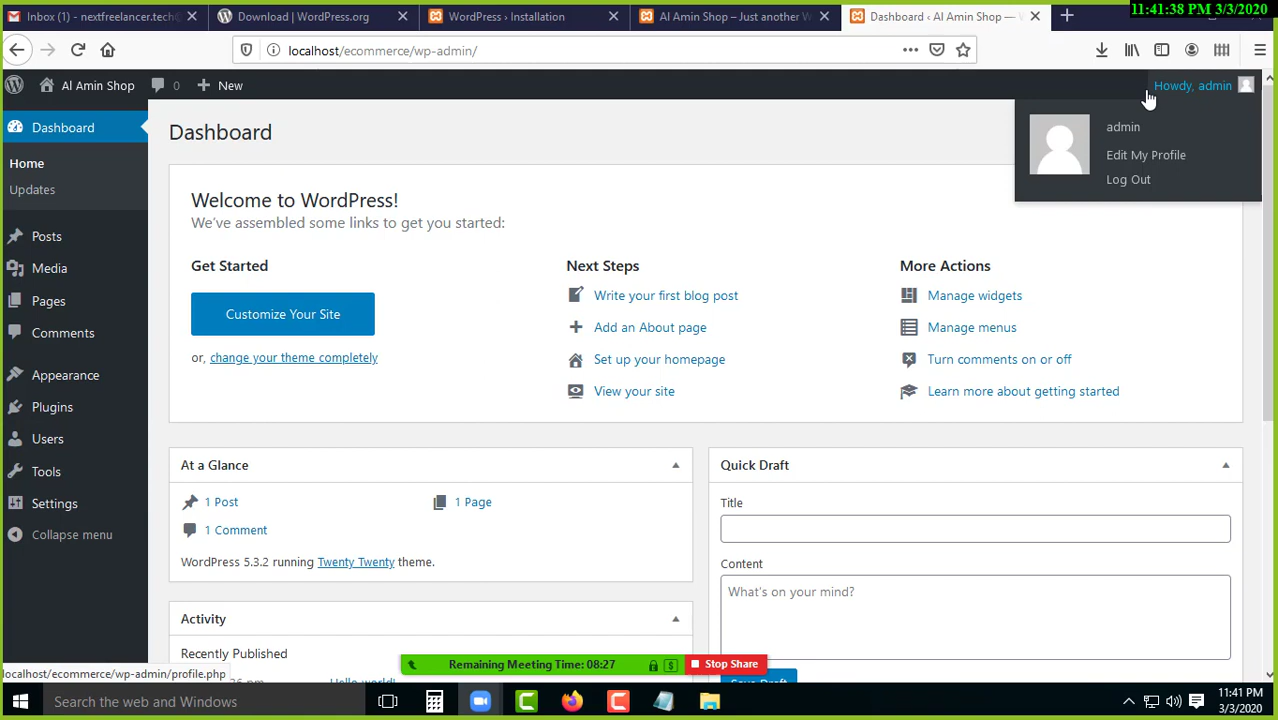 Inbox (1) - nextfreelancer.tech@
Download | WordPress.org
WordPress › Installation
Al Amin Shop – Just another W
Dashboard ‹ Al Amin Shop —
11:41:38 PM 3/3/2020
localhost/ecommerce/wp-admin/
Al Amin Shop
0
New
Howdy, admin
admin
Edit My Profile
Log Out
Dashboard
Home
Updates
Posts
Media
Pages
Comments
Appearance
Plugins
Users
Tools
Settings
Collapse menu
Dashboard
Welcome to WordPress!
We've assembled some links to get you started:
Get Started
Customize Your Site
or, change your theme completely
Next Steps
Write your first blog post
Add an About page
Set up your homepage
View your site
More Actions
Manage widgets
Manage menus
Turn comments on or off
Learn more about getting started
At a Glance
1 Post
1 Page
1 Comment
WordPress 5.3.2 running Twenty Twenty theme.
Activity
Recently Published
Quick Draft
Title
Content
What's on your mind?
Save Draft
Hello world!
localhost/ecommerce/wp-admin/profile.php
Remaining Meeting Time: 08:27
Stop Share
Search the web and Windows
11:41 PM
3/3/2020